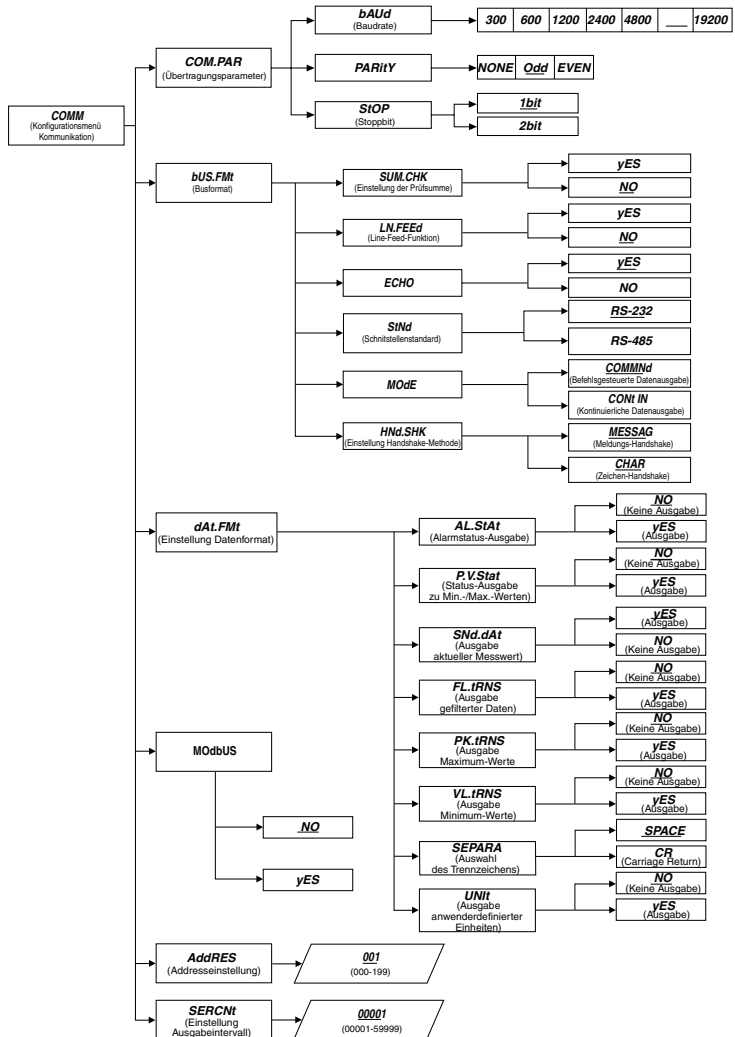 bAUd
(Baudrate)
300 600 1200 2400 4800 ___ 19200
COM.PAR
(Übertragungsparameter)
PARitY
NONE Odd EVEN
StOP
(Stoppbit)
1bit
2bit
COMM
(Konfigurationsmenü
Kommunikation)
bUS.FMt
(Busformat)
SUM.CHK
(Einstellung der Prüfsumme)
yES
NO
LN.FEEd
(Line-Feed-Funktion)
yES
NO
ECHO
yES
NO
StNd
(Schnitstellenstandard)
RS-232
RS-485
MOdE
COMMNd
(Befehlsgesteuerte Datenausgabe)
CONt IN
(Kontinuierliche Datenausgabe)
HNd.SHK
(Einstellung Handshake-Methode)
MESSAG
(Meldungs-Handshake)
CHAR
(Zeichen-Handshake)
dAt.FMt
(Einstellung Datenformat)
AL.StAt
(Alarmstatus-Ausgabe)
NO
(Keine Ausgabe)
yES
(Ausgabe)
P.V.Stat
(Status-Ausgabe
zu Min.-/Max.-Werten)
NO
(Keine Ausgabe)
yES
(Ausgabe)
SNd.dAt
(Ausgabe
aktueller Messwert)
yES
(Ausgabe)
NO
(Keine Ausgabe)
FL.tRNS
(Ausgabe
gefilterter Daten)
NO
(Keine Ausgabe)
yES
(Ausgabe)
PK.tRNS
(Ausgabe
Maximum-Werte
NO
(Keine Ausgabe)
yES
(Ausgabe)
VL.tRNS
(Ausgabe
Minimum-Werte)
NO
(Keine Ausgabe)
yES
(Ausgabe)
SEPARA
(Auswahl
des Trennzeichens)
SPACE
CR
(Carriage Return)
UNIt
(Ausgabe
anwenderdefinierter
Einheiten)
NO
(Keine Ausgabe)
yES
(Ausgabe)
MOdbUS
NO
yES
AddRES
(Addresseinstellung)
001
(000-199)
SERCNt
(Einstellung
Ausgabeintervall)
00001
(00001-59999)